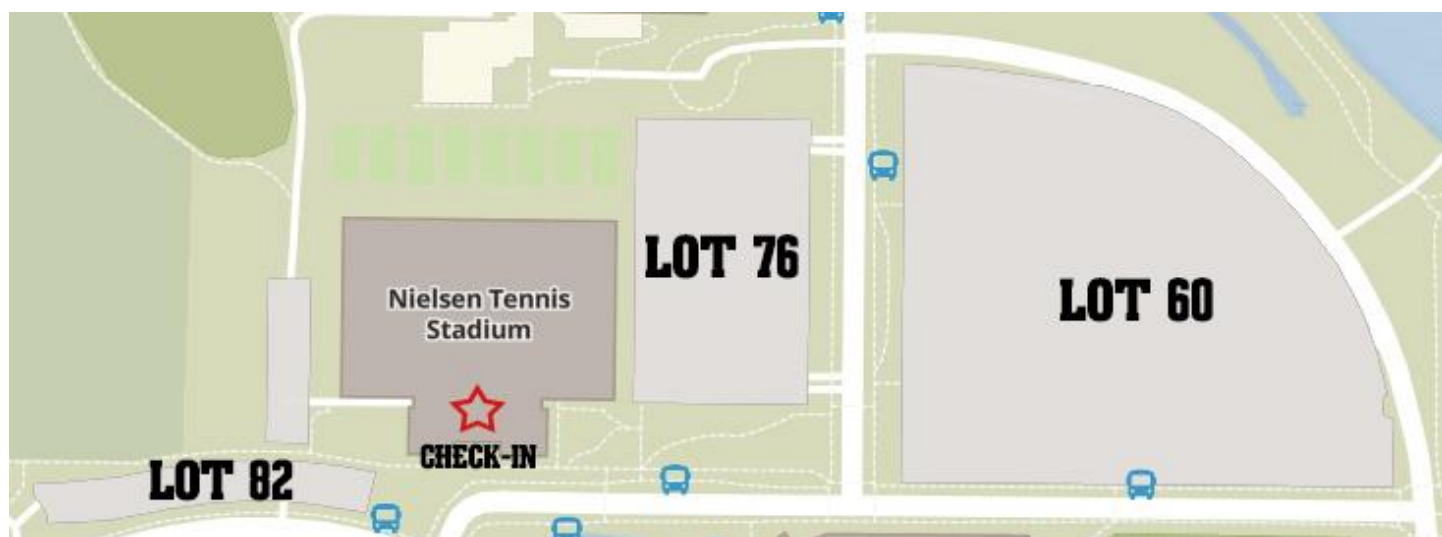 LOT 76
Nielsen Tennis
Stadium
LOT 60
CHECK-IN
LOT 82